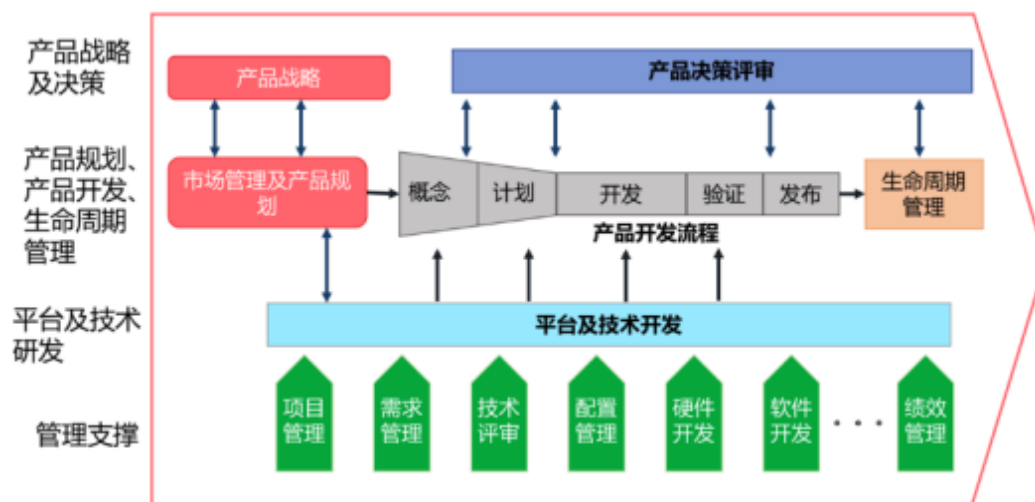 产品战略
及决策
产品战略
产品决策评审
产品规划、
产品开发、
生命周期
管理
市场管理及产品规
划
概念
计划
开发
验证
发布
生命周期
管理
产品开发流程
平台及技术
研发
平台及技术开发
管理支撑
项目
管理
需求
管理
技术
评审
配置
管理
硬件
开发
软件
开发
· · ·
绩效
管理